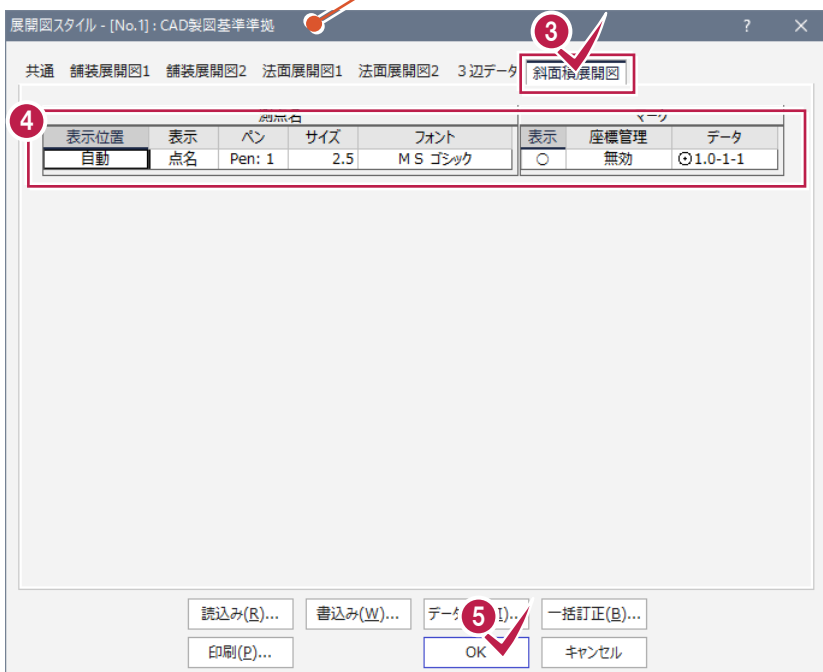 展開図スタイル - [No.1] : CAD製図基準準拠 ? ×
3
共通 舗装展開図1 舗装展開図2 法面展開図1 法面展開図2 3辺データ 斜面積展開図
4
測点名 マーク
表示位置 表示 ペン サイズ フォント 表示 座標管理 データ
自動 点名 Pen: 1 2.5 MS ゴシック ○ 無効 1.0-1-1
読込み(R)... 書込み(W)... 一括訂正(B)...
5
印刷(P)... OK キャンセル